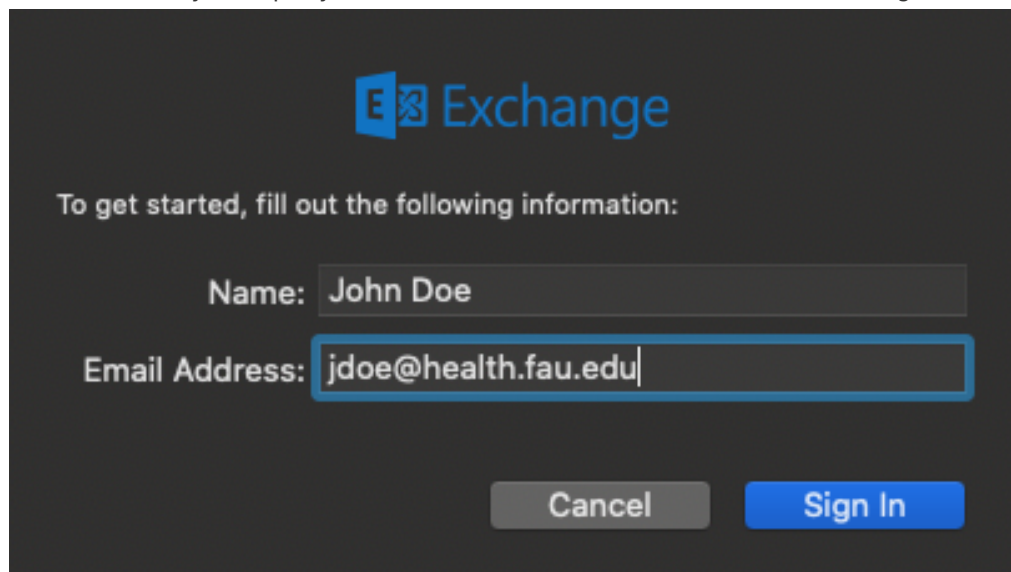 E Exchange
To get started, fill out the following information:
Name: John Doe
Email Address: jdoe@health.fau.edu
Cancel Sign In